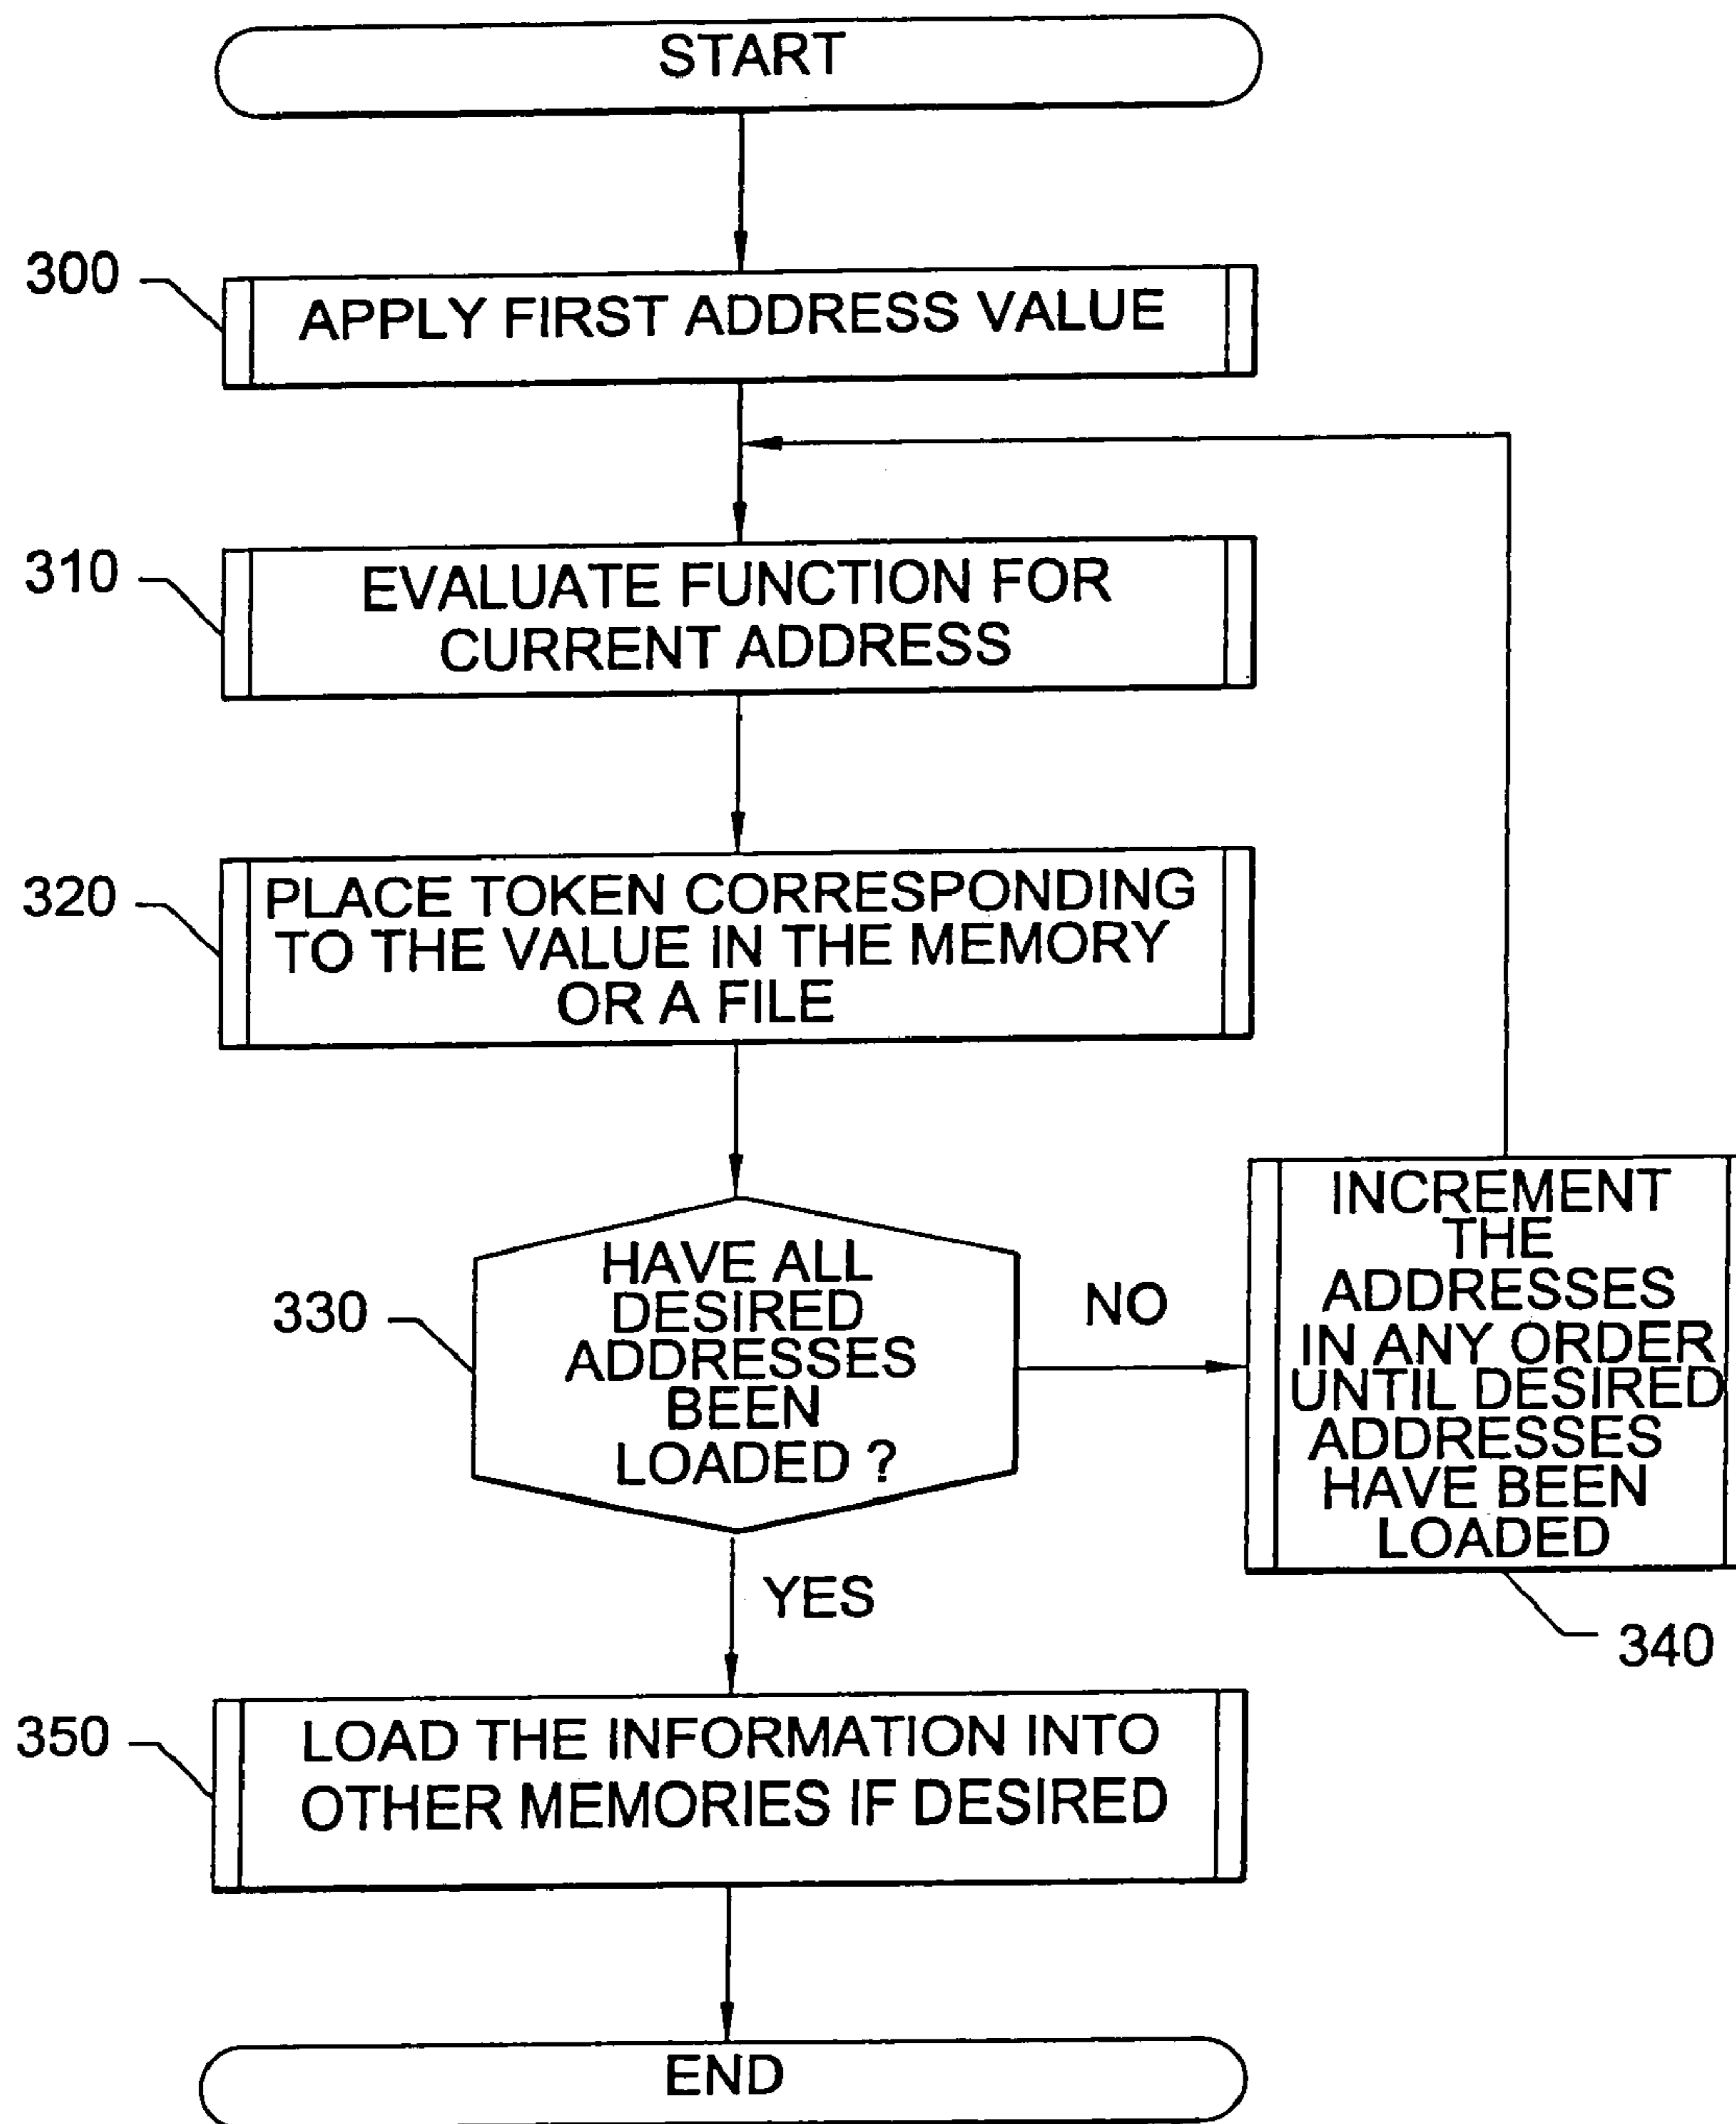 START
300
APPLY FIRST ADDRESS VALUE
310
EVALUATE FUNCTION FOR
CURRENT ADDRESS
320
PLACE TOKEN CORRESPONDING
TO THE VALUE IN THE MEMORY
OR A FILE
330
HAVE ALL
DESIRED
ADDRESSES
BEEN
LOADED ?
NO
INCREMENT
THE
ADDRESSES
IN ANY ORDER
UNTIL DESIRED
ADDRESSES
HAVE BEEN
LOADED
340
YES
350
LOAD THE INFORMATION INTO
OTHER MEMORIES IF DESIRED
END